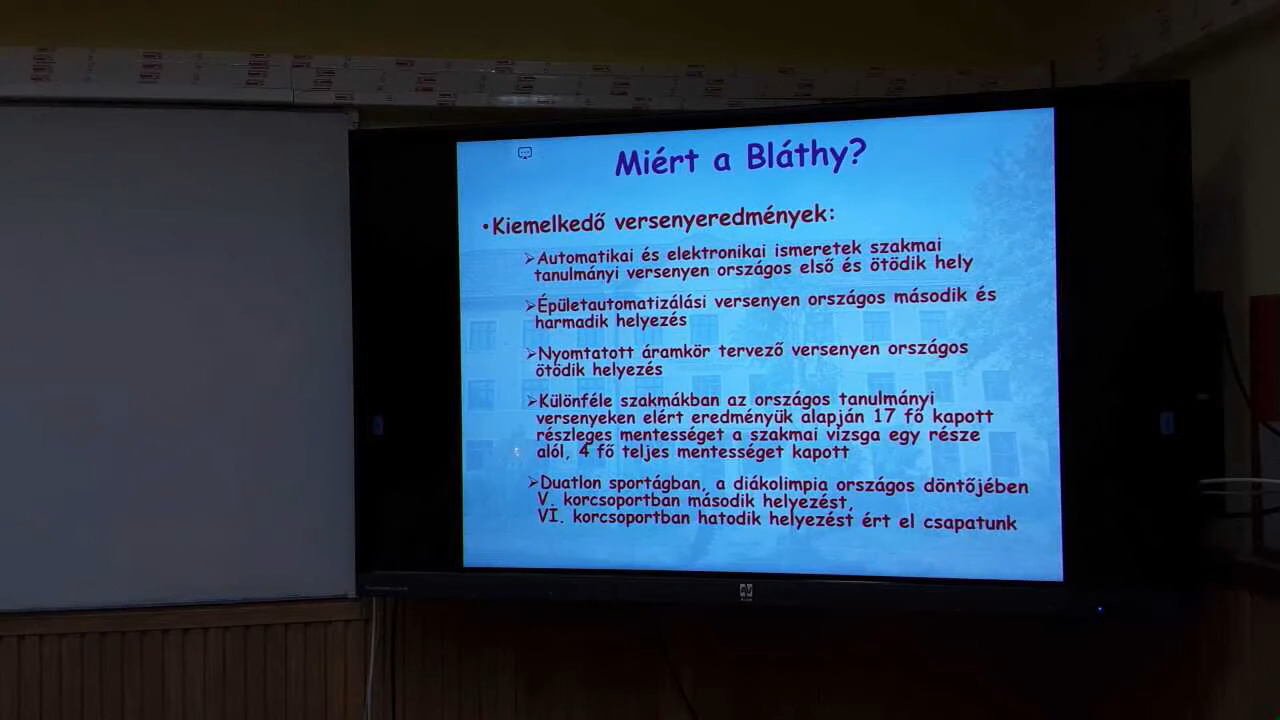 Miért a Bláthy?
•Kiemelkedő versenyeredmények:
➢Automatikai és elektronikai ismeretek szakmai
tanulmányi versenyen országos első és ötödik hely
➢Épületautomatizálási versenyen országos második és
harmadik helyezés
➢Nyomtatott áramkör tervező versenyen országos
ötödik helyezés
➢Különféle szakmákban az országos tanulmányi
versenyeken elért eredményük alapján 17 fő kapott
részleges mentességet a szakmai vizsga egy része
alól, 4 fő teljes mentességet kapott
➢Duatlon sportágban, a diákolimpia országos döntőjében
V. korcsoportban második helyezést,
VI. korcsoportban hatodik helyezést ért el csapatunk